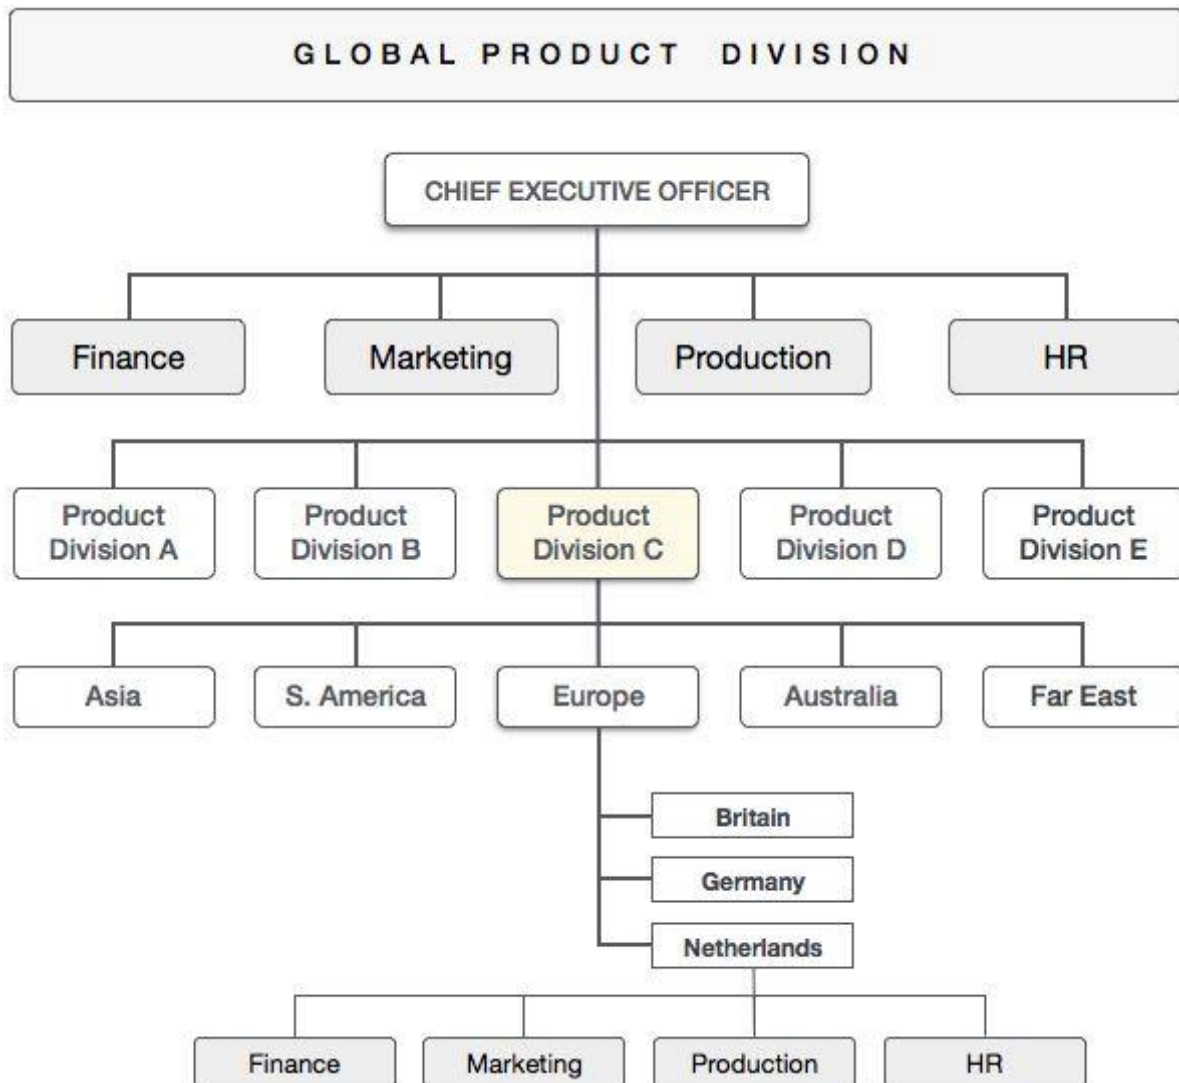 GLOBAL PRODUCT DIVISION
CHIEF EXECUTIVE OFFICER
Finance
Marketing
Production
HR
Product
Division A
Product
Division B
Product
Division C
Product
Division D
Product
Division E
Asia
S. America
Europe
Australia
Far East
Britain
Germany
Netherlands
Finance
Marketing
Production
HR